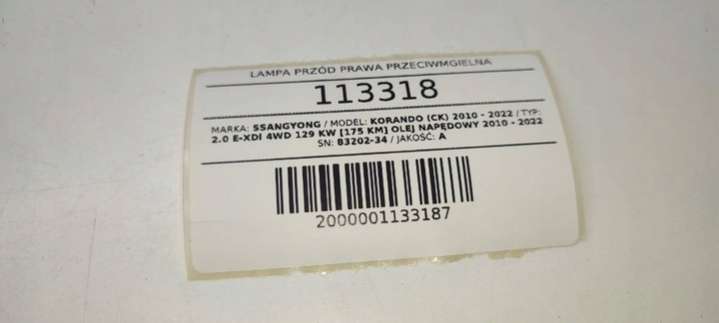 LAMPA PRZÓD PRAWA PRZECIWMGIELNA
113318
MARKA: SSANGYONG / MODEL: KORANDO (CK) 2010 - 2022 / TYP:
2.0 E-XDI 4WD 129 KW [175 KM] OLEJ NAPĘDOWY 2010 - 2022
SN: 83202-34 / JAKOŚĆ: A
2000001133187